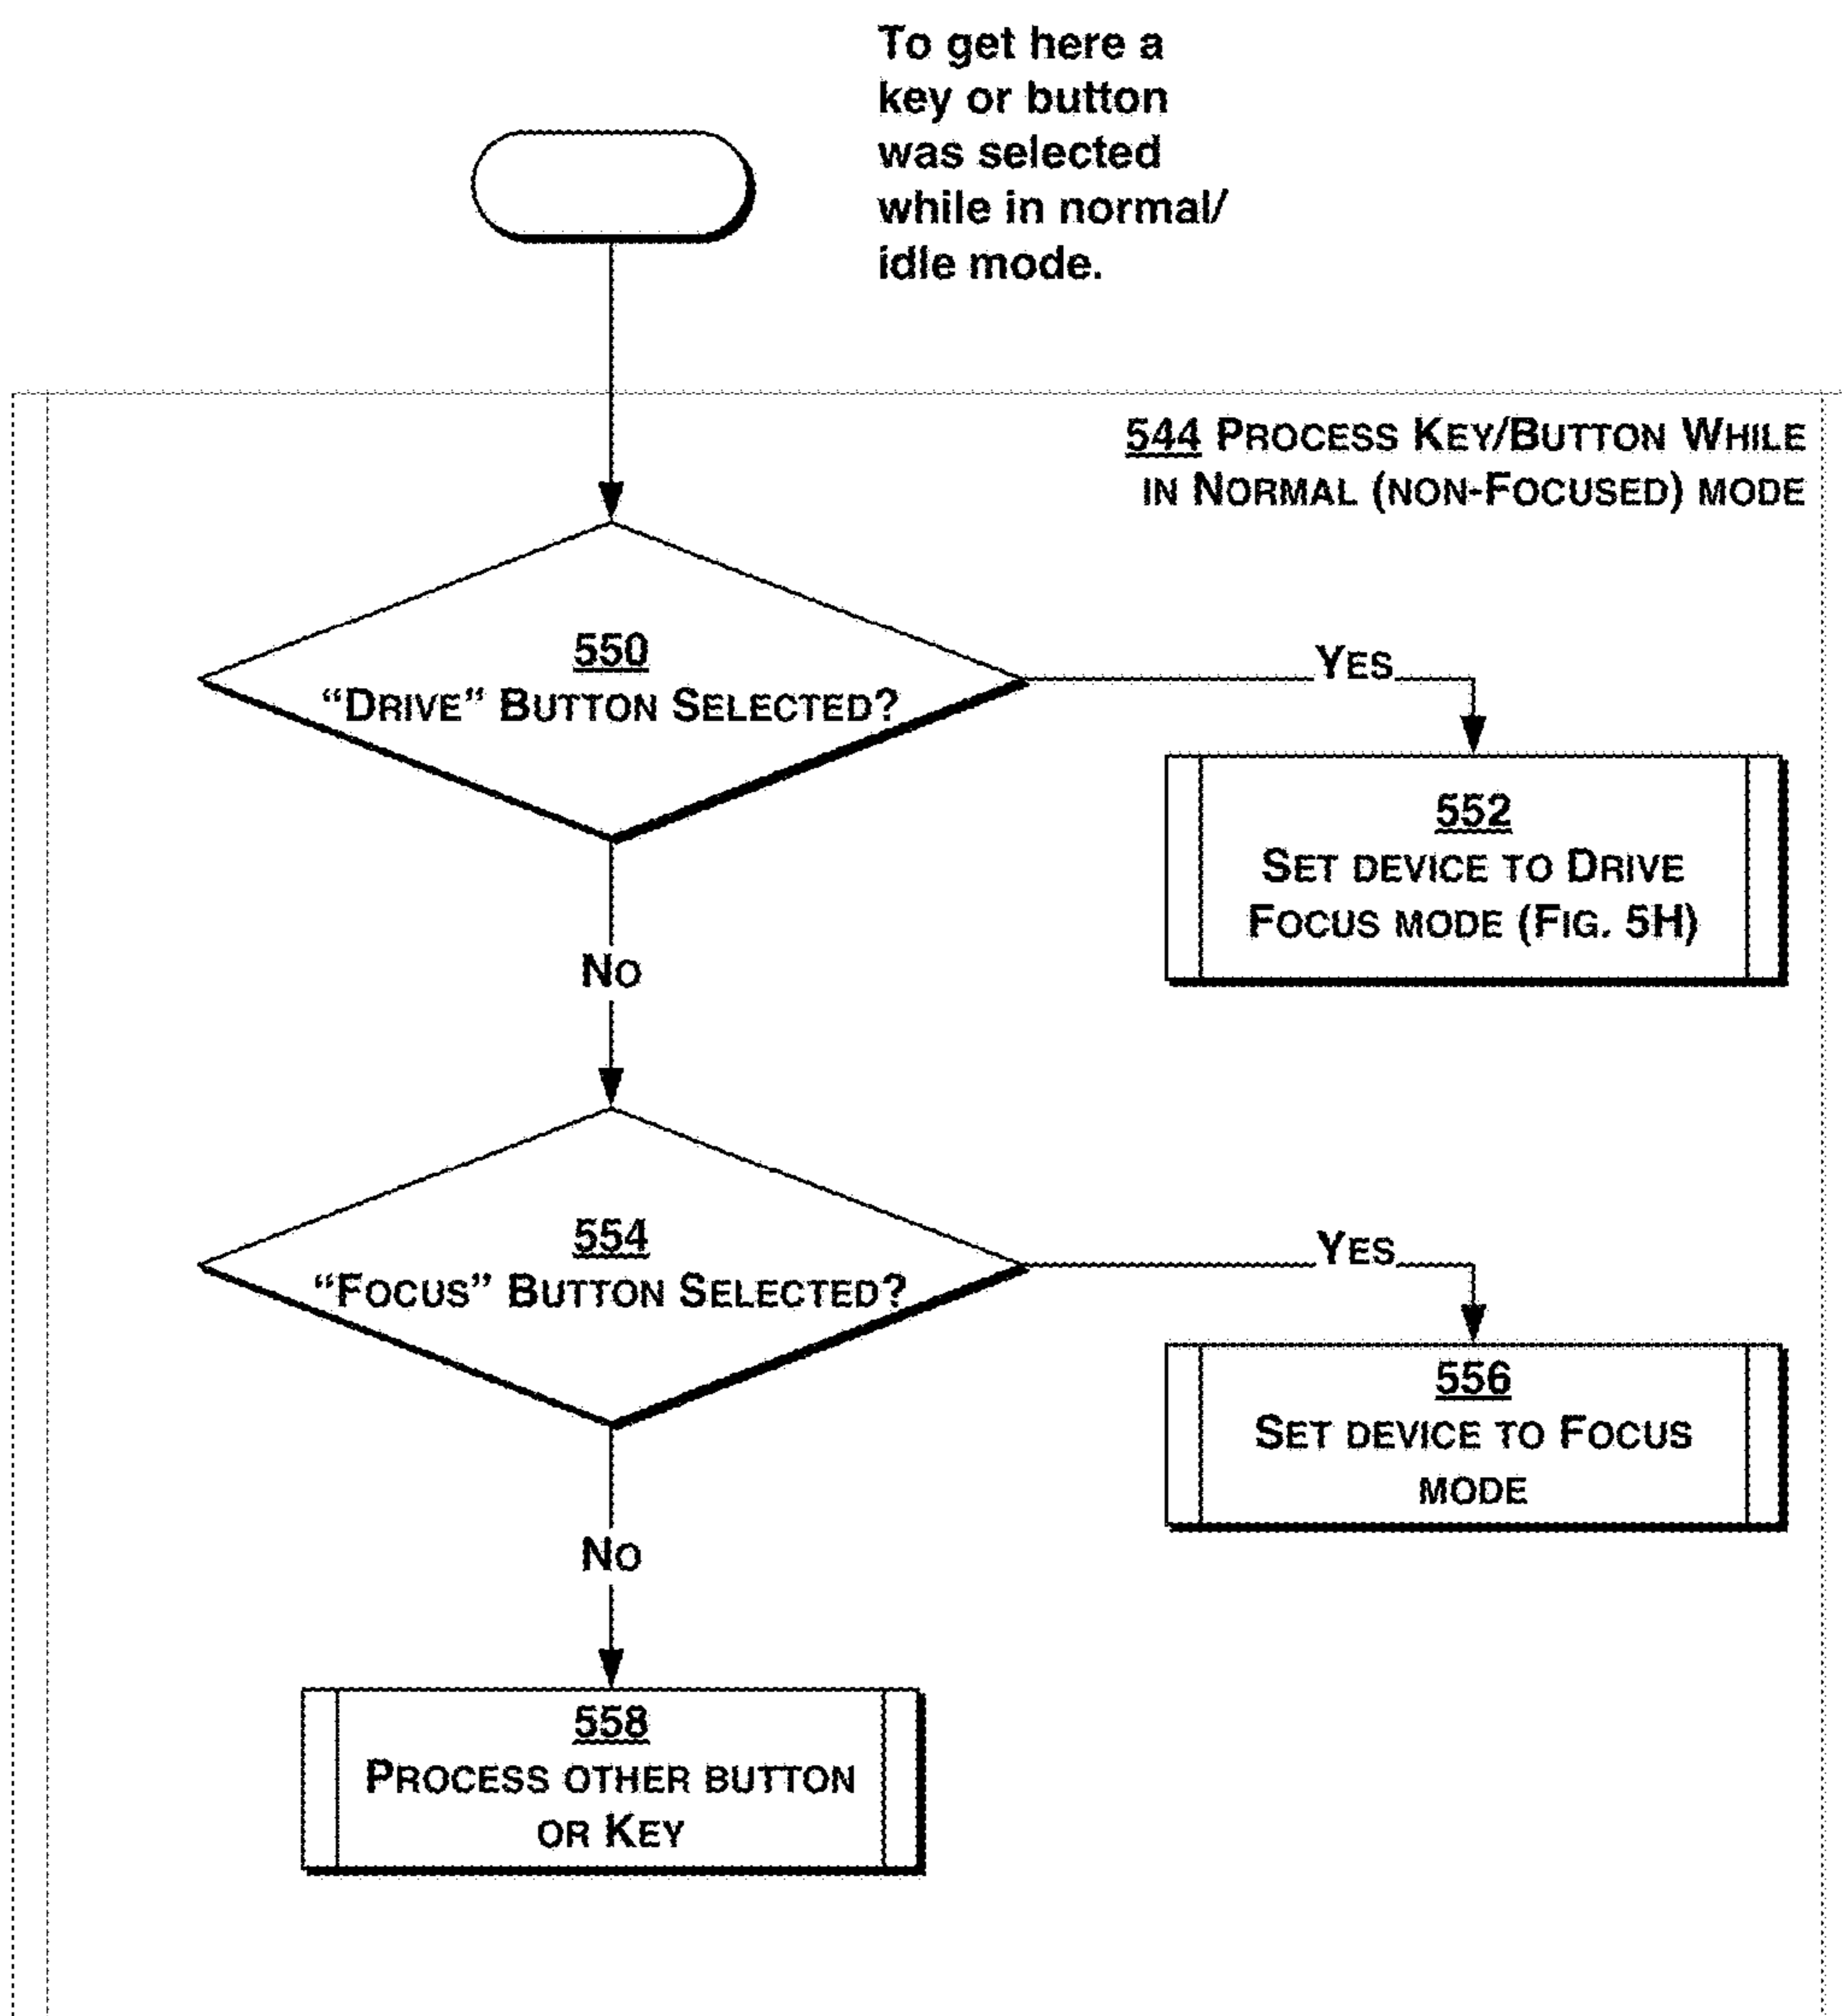 To get here a
key or button
was selected
while in normal/
idle mode.
544 PROCESS KEY/BUTTON WHILE
IN NORMAL (NON-FOCUSED) MODE
550
“DRIVE” BUTTON SELECTED?
YES
552
SET DEVICE TO DRIVE
FOCUS MODE (FIG. 5H)
NO
554
“FOCUS” BUTTON SELECTED?
YES
556
SET DEVICE TO FOCUS
MODE
NO
558
PROCESS OTHER BUTTON
OR KEY